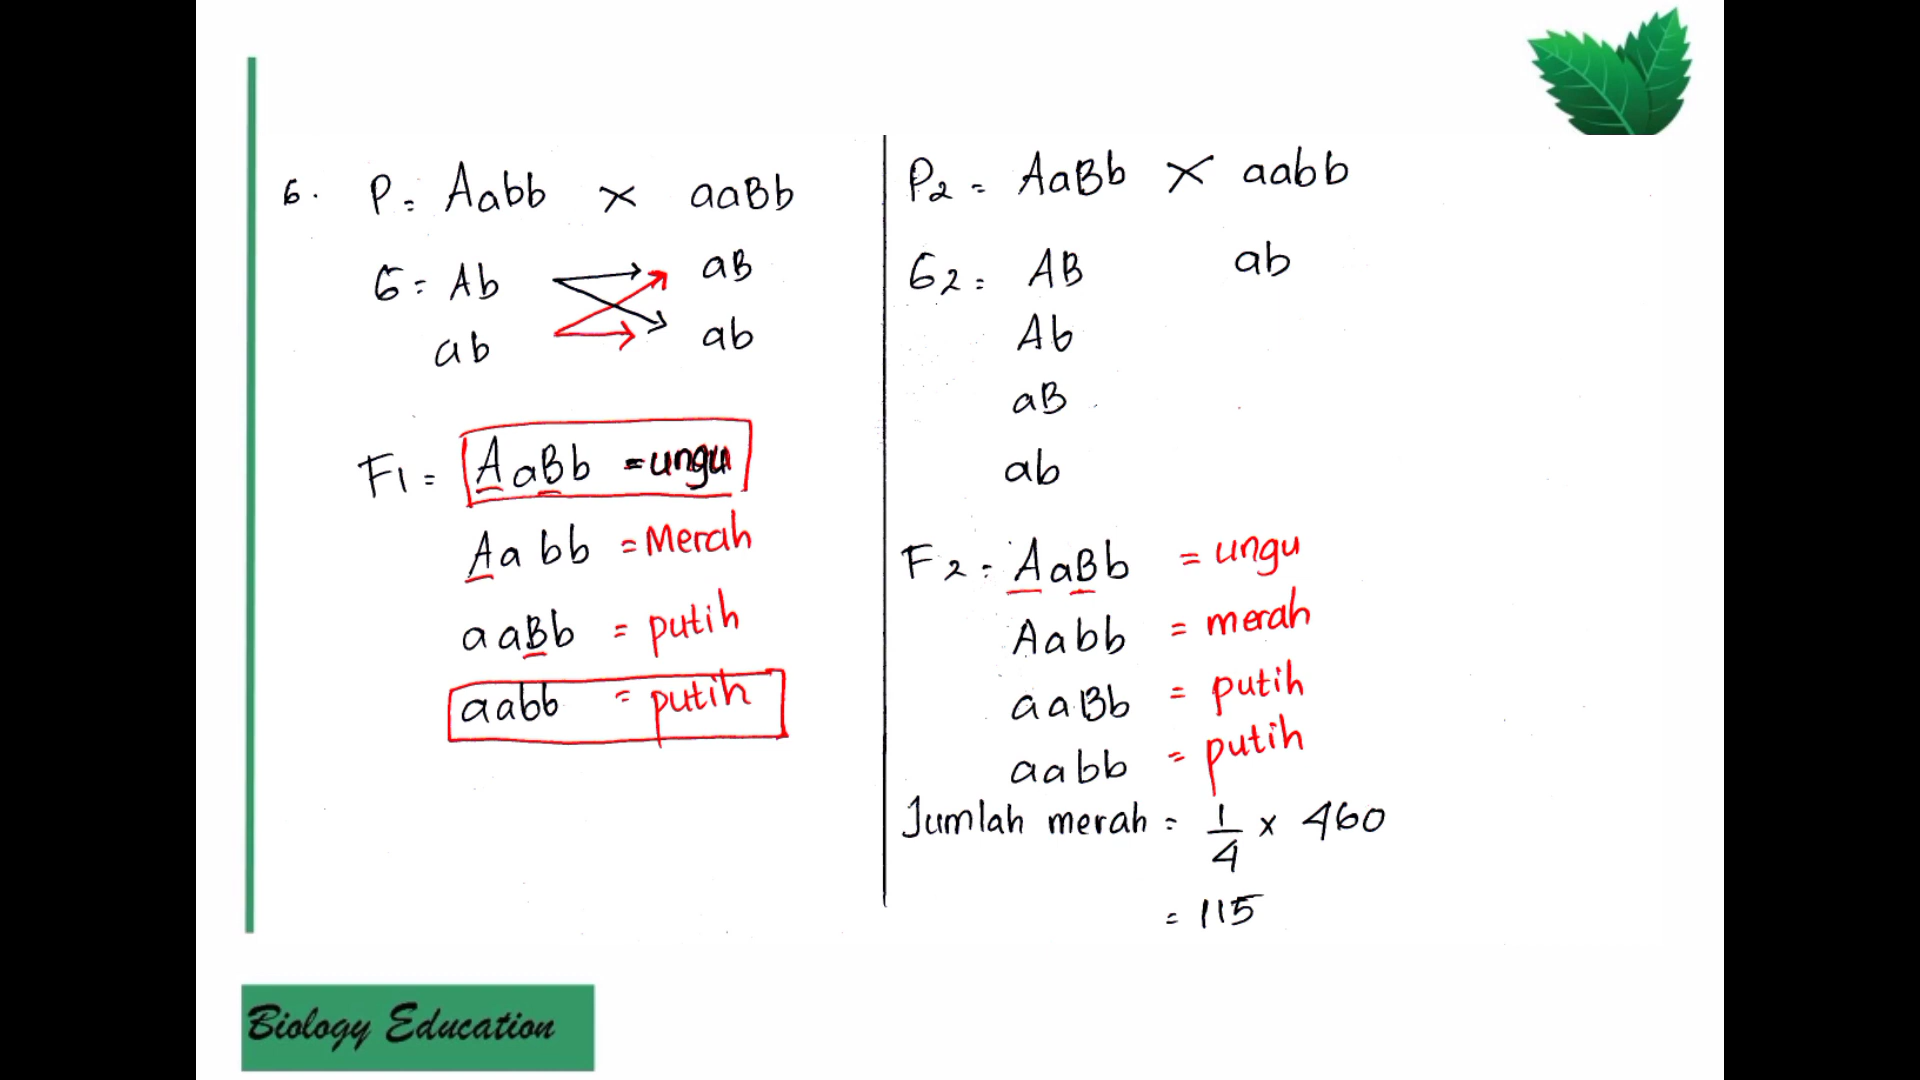 6. P = Aabb × aaBb
G = Ab aB
ab ab
F1 = AaBb = ungu
Aabb = Merah
aaBb = putih
aabb = putih
P2 = AaBb × aabb
G2 = AB ab
Ab
aB
ab
F2 = AaBb = ungu
Aabb = merah
aaBb = putih
aabb = putih
Jumlah merah = 1/4 × 460
= 115
Biology Education